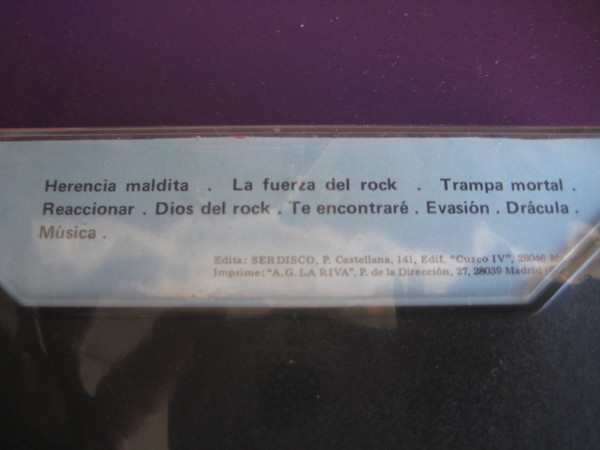 Herencia maldita . La fuerza del rock . Trampa mortal .
Reaccionar . Dios del rock . Te encontraré . Evasión . Drácula .
Música .
Edita: SERDISCO, P. Castellana, 141, Edif. "Cuzco IV", 28046
Imprime: "A.G. LA RIVA", P. de la Dirección, 27, 28039 Madrid